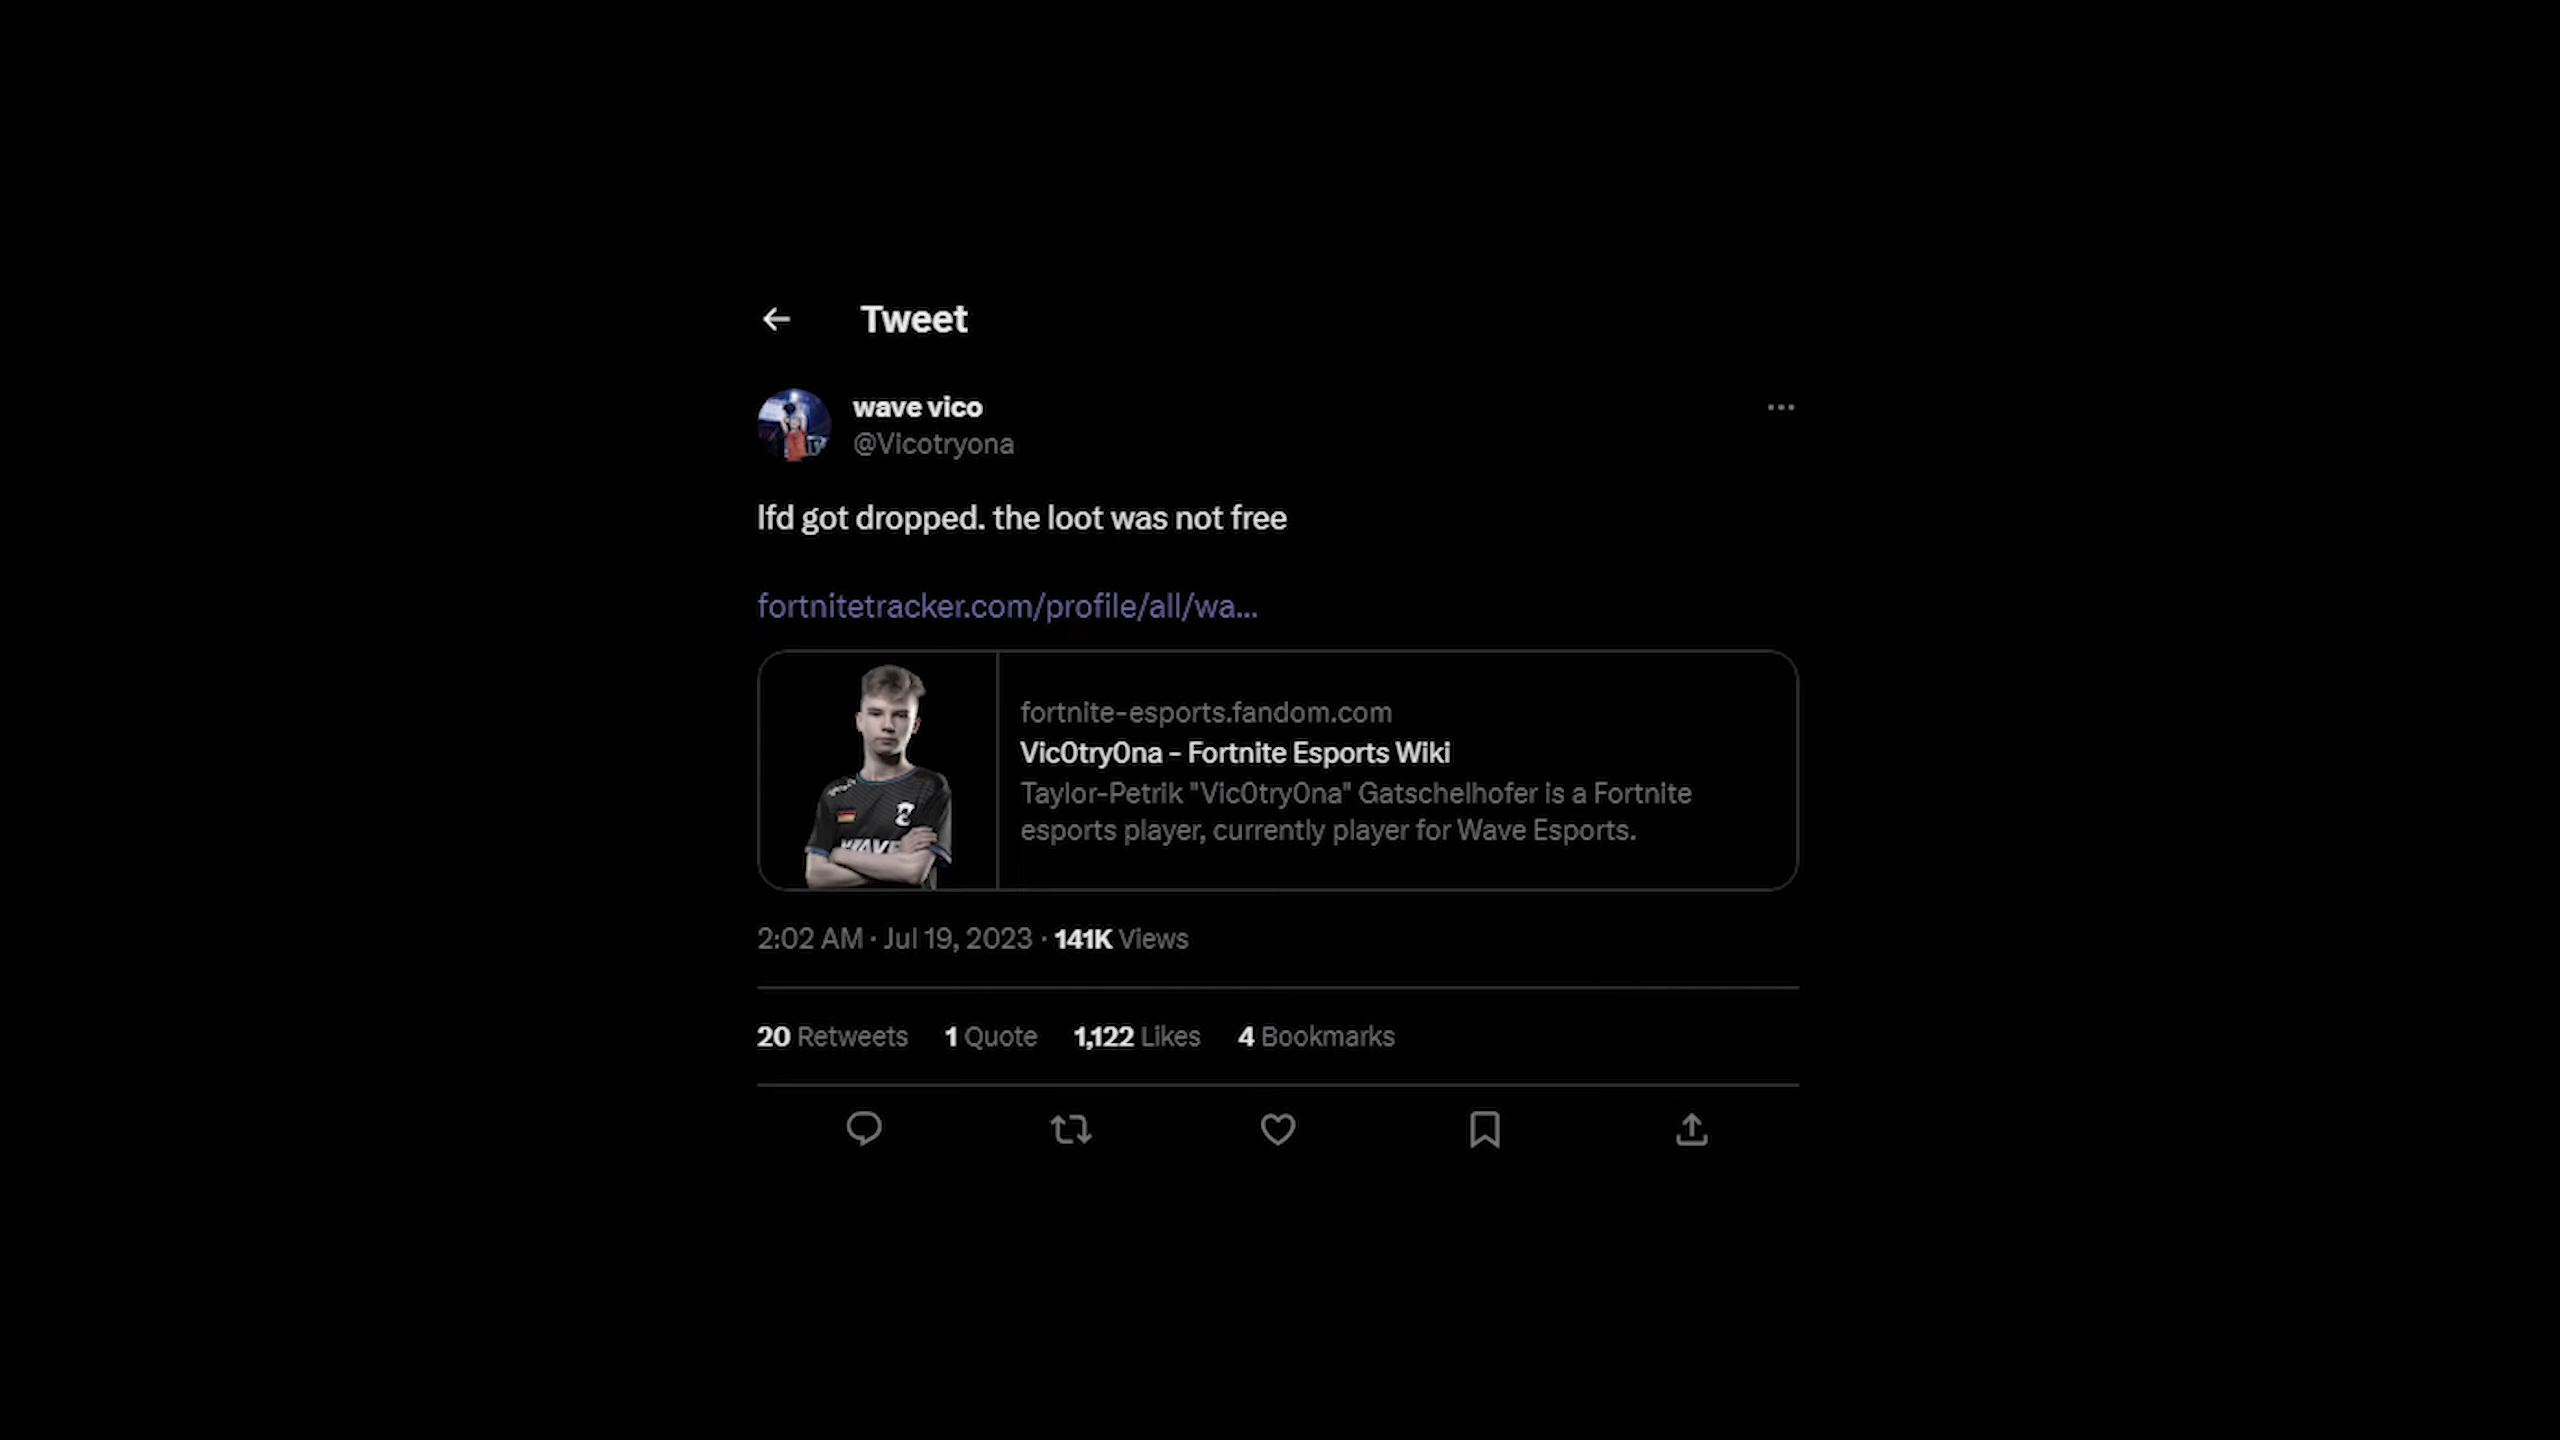 Tweet
wave vico
@Vicotryona
lfd got dropped. the loot was not free
fortnitetracker.com/profile/all/wa...
fortnite-esports.fandom.com
Vic0try0na - Fortnite Esports Wiki
Taylor-Petrik "Vic0try0na" Gatschelhofer is a Fortnite
esports player, currently player for Wave Esports.
WAVE
2:02 AM · Jul 19, 2023 · 141K Views
20 Retweets 1 Quote 1,122 Likes 4 Bookmarks